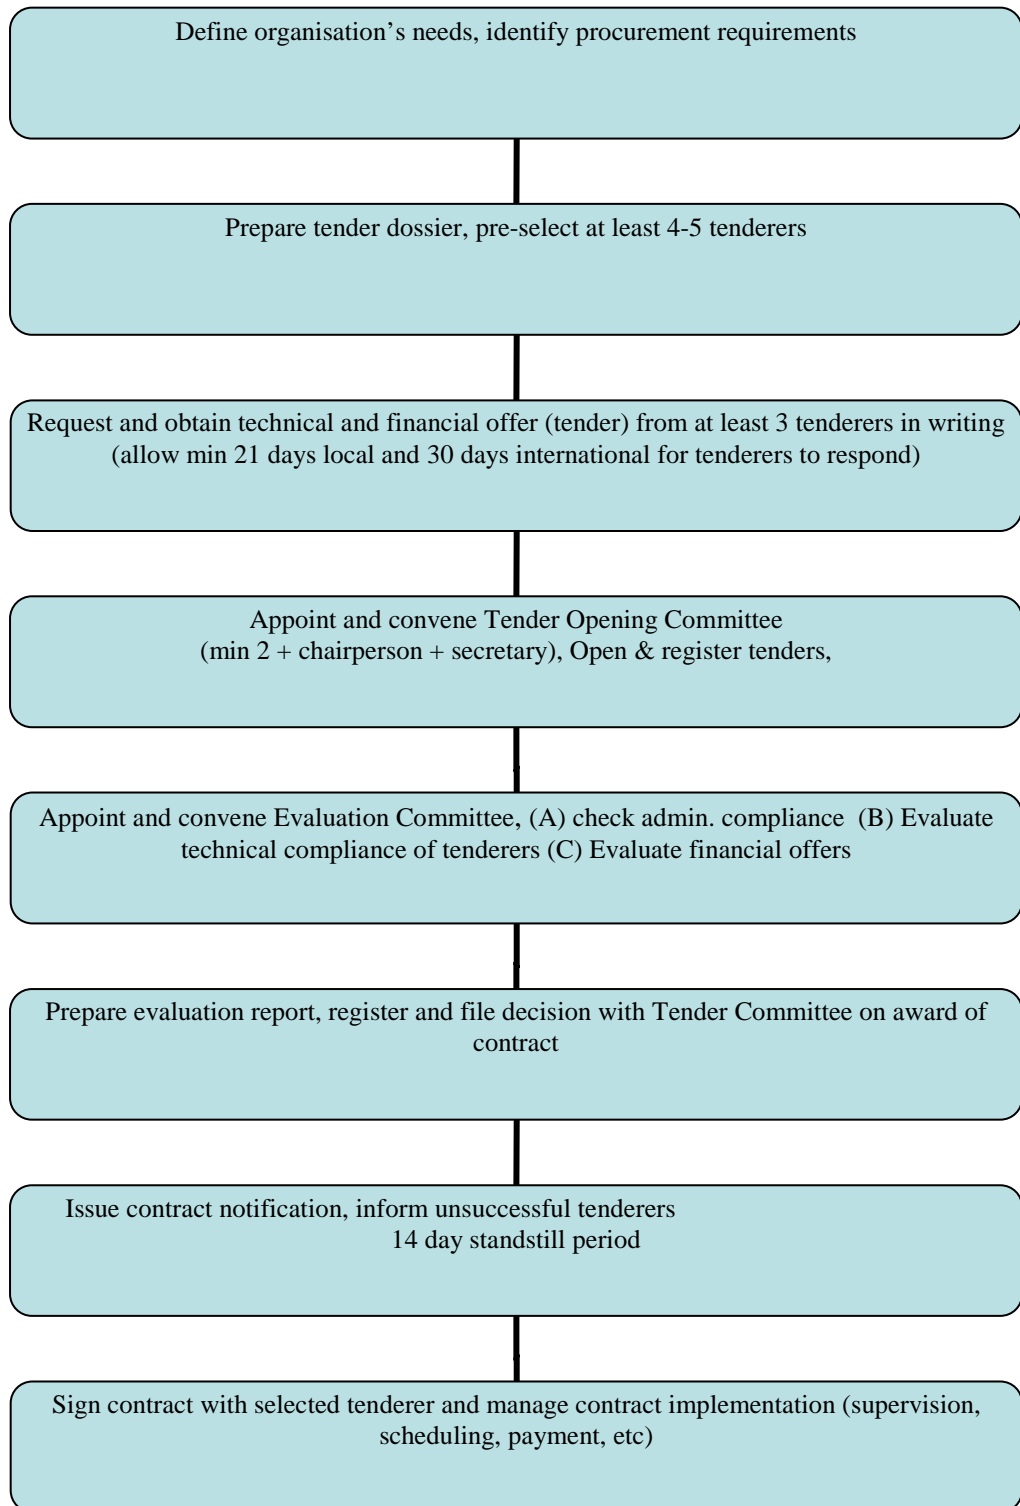 Define organisation’s needs, identify procurement requirements
Prepare tender dossier, pre-select at least 4-5 tenderers
Request and obtain technical and financial offer (tender) from at least 3 tenderers in writing
(allow min 21 days local and 30 days international for tenderers to respond)
Appoint and convene Tender Opening Committee
(min 2 + chairperson + secretary), Open & register tenders,
Appoint and convene Evaluation Committee, (A) check admin. compliance  (B) Evaluate
technical compliance of tenderers (C) Evaluate financial offers
Prepare evaluation report, register and file decision with Tender Committee on award of
contract
Issue contract notification, inform unsuccessful tenderers
14 day standstill period
Sign contract with selected tenderer and manage contract implementation (supervision,
scheduling, payment, etc)